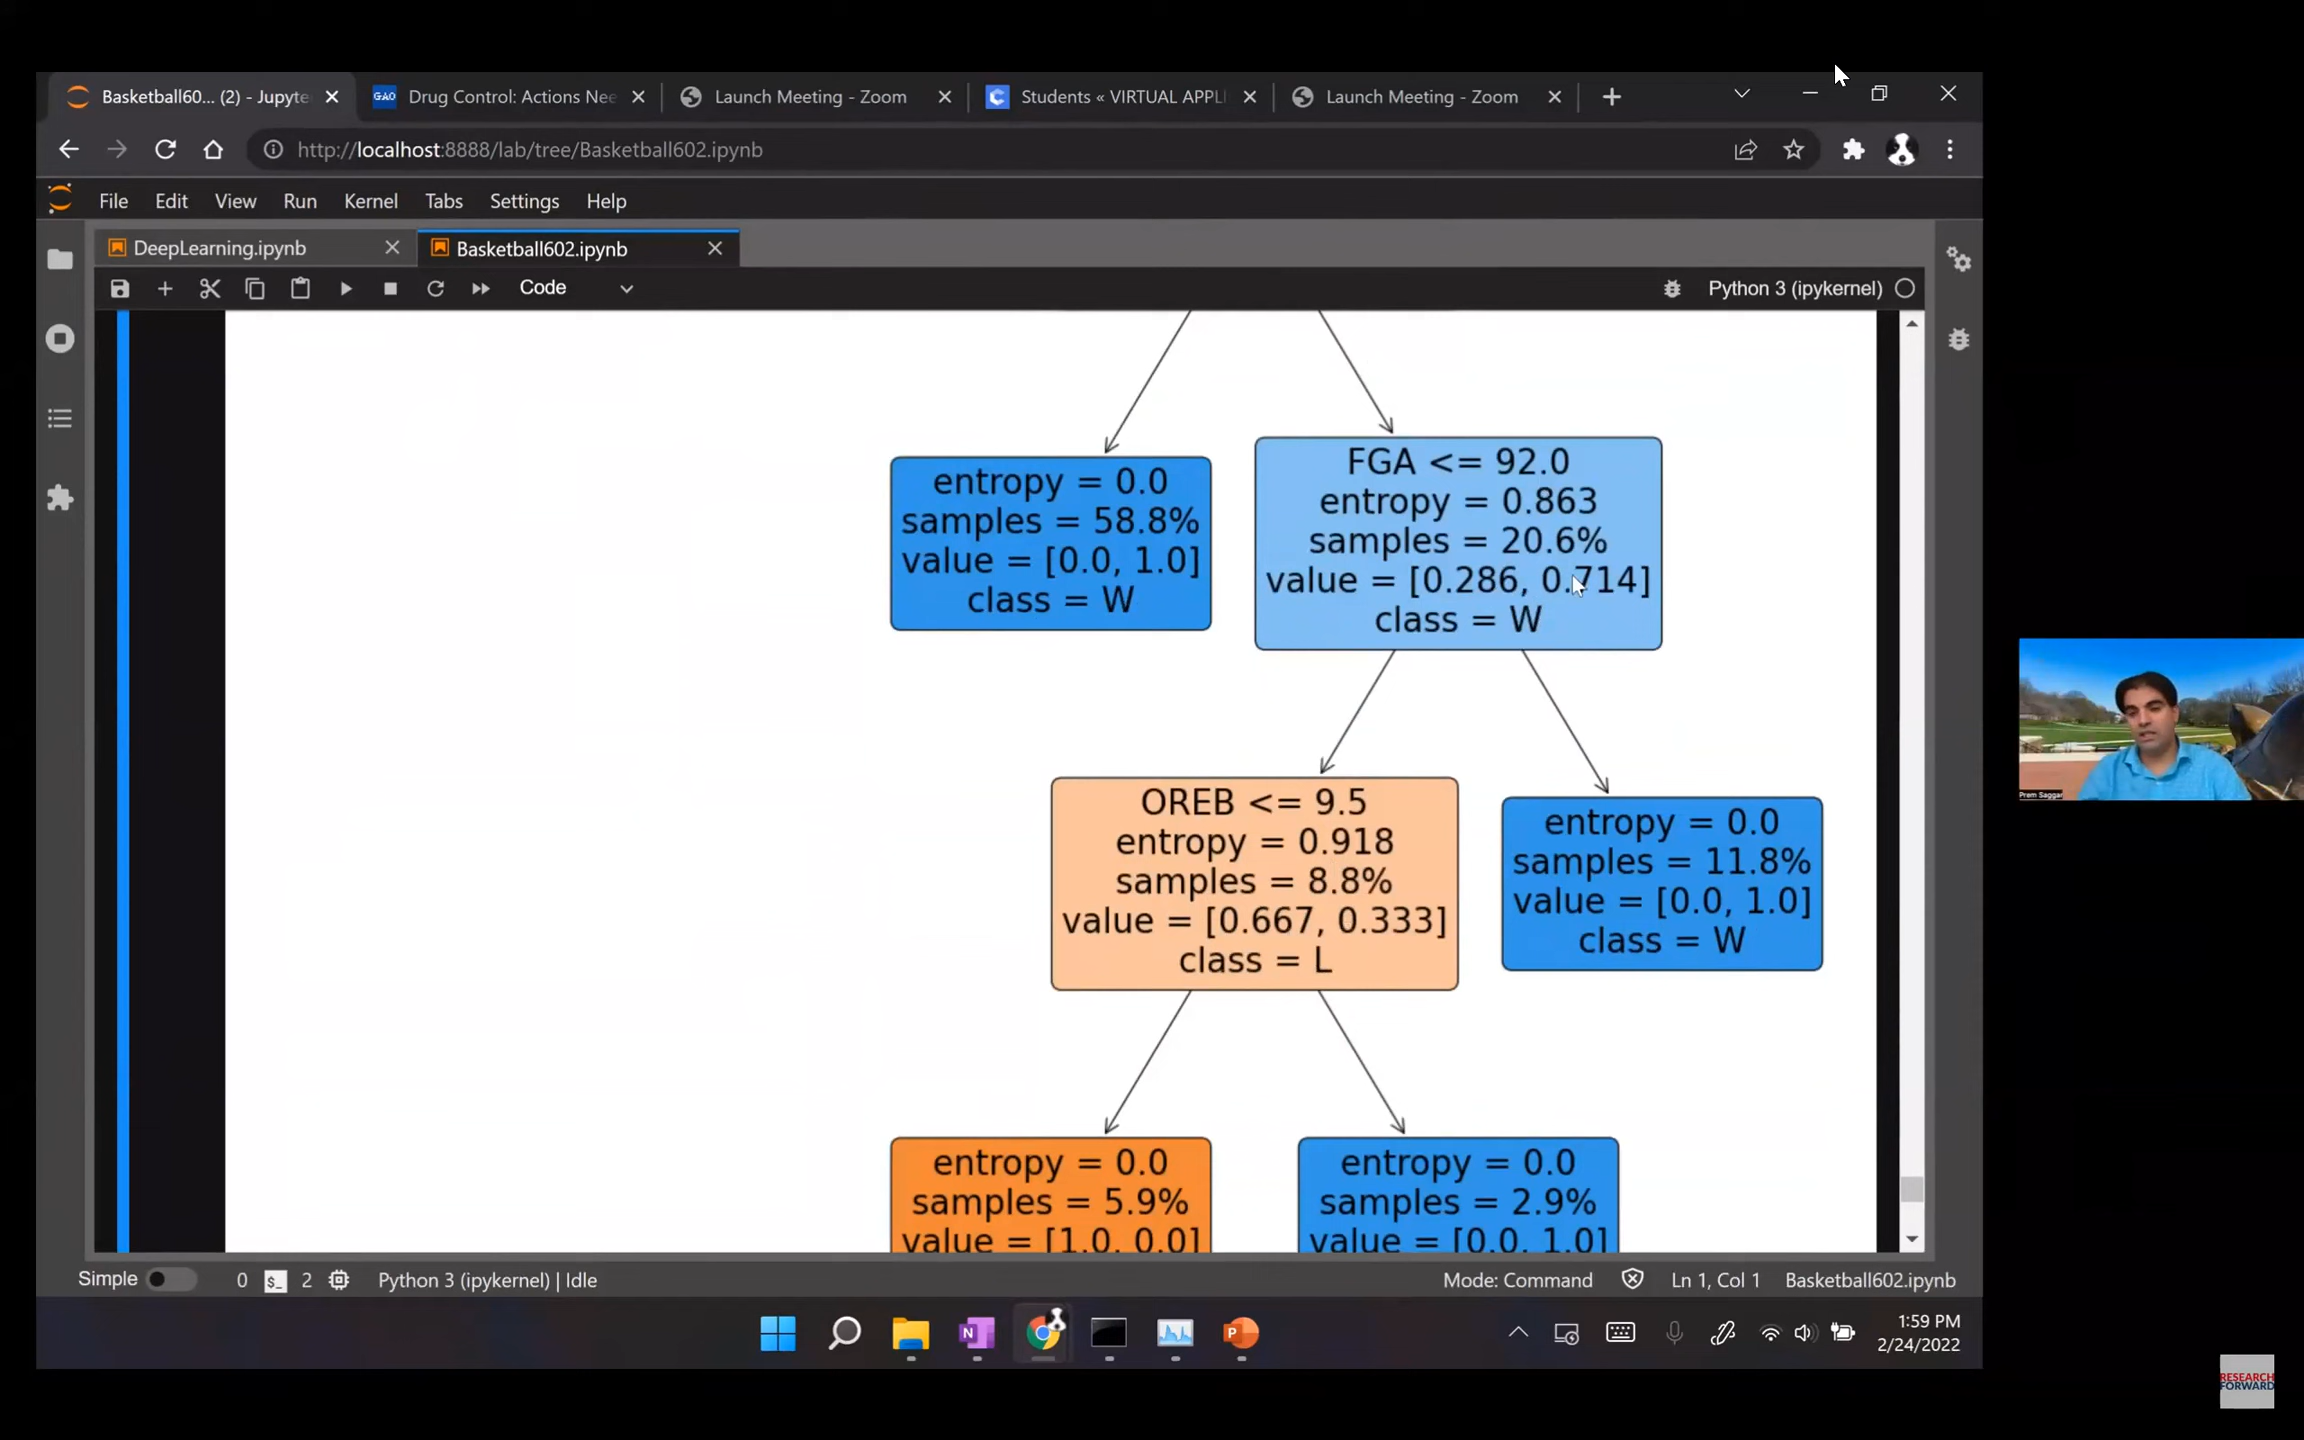 Basketball60... (2) - Jupyte
Drug Control: Actions Nee
Launch Meeting - Zoom
Students « VIRTUAL APPLI
Launch Meeting - Zoom
http://localhost:8888/lab/tree/Basketball602.ipynb
File Edit View Run Kernel Tabs Settings Help
DeepLearning.ipynb
Basketball602.ipynb
Code
Python 3 (ipykernel)
entropy = 0.0
samples = 58.8%
value = [0.0, 1.0]
class = W
FGA <= 92.0
entropy = 0.863
samples = 20.6%
value = [0.286, 0.714]
class = W
OREB <= 9.5
entropy = 0.918
samples = 8.8%
value = [0.667, 0.333]
class = L
entropy = 0.0
samples = 11.8%
value = [0.0, 1.0]
class = W
entropy = 0.0
samples = 5.9%
value = [1.0, 0.0]
entropy = 0.0
samples = 2.9%
value = [0.0, 1.0]
Prem Saggar
Simple 0 $_ 2 Python 3 (ipykernel) | Idle Mode: Command Ln 1, Col 1 Basketball602.ipynb
N
P
1:59 PM
2/24/2022
RESEARCH
FORWARD
GAO